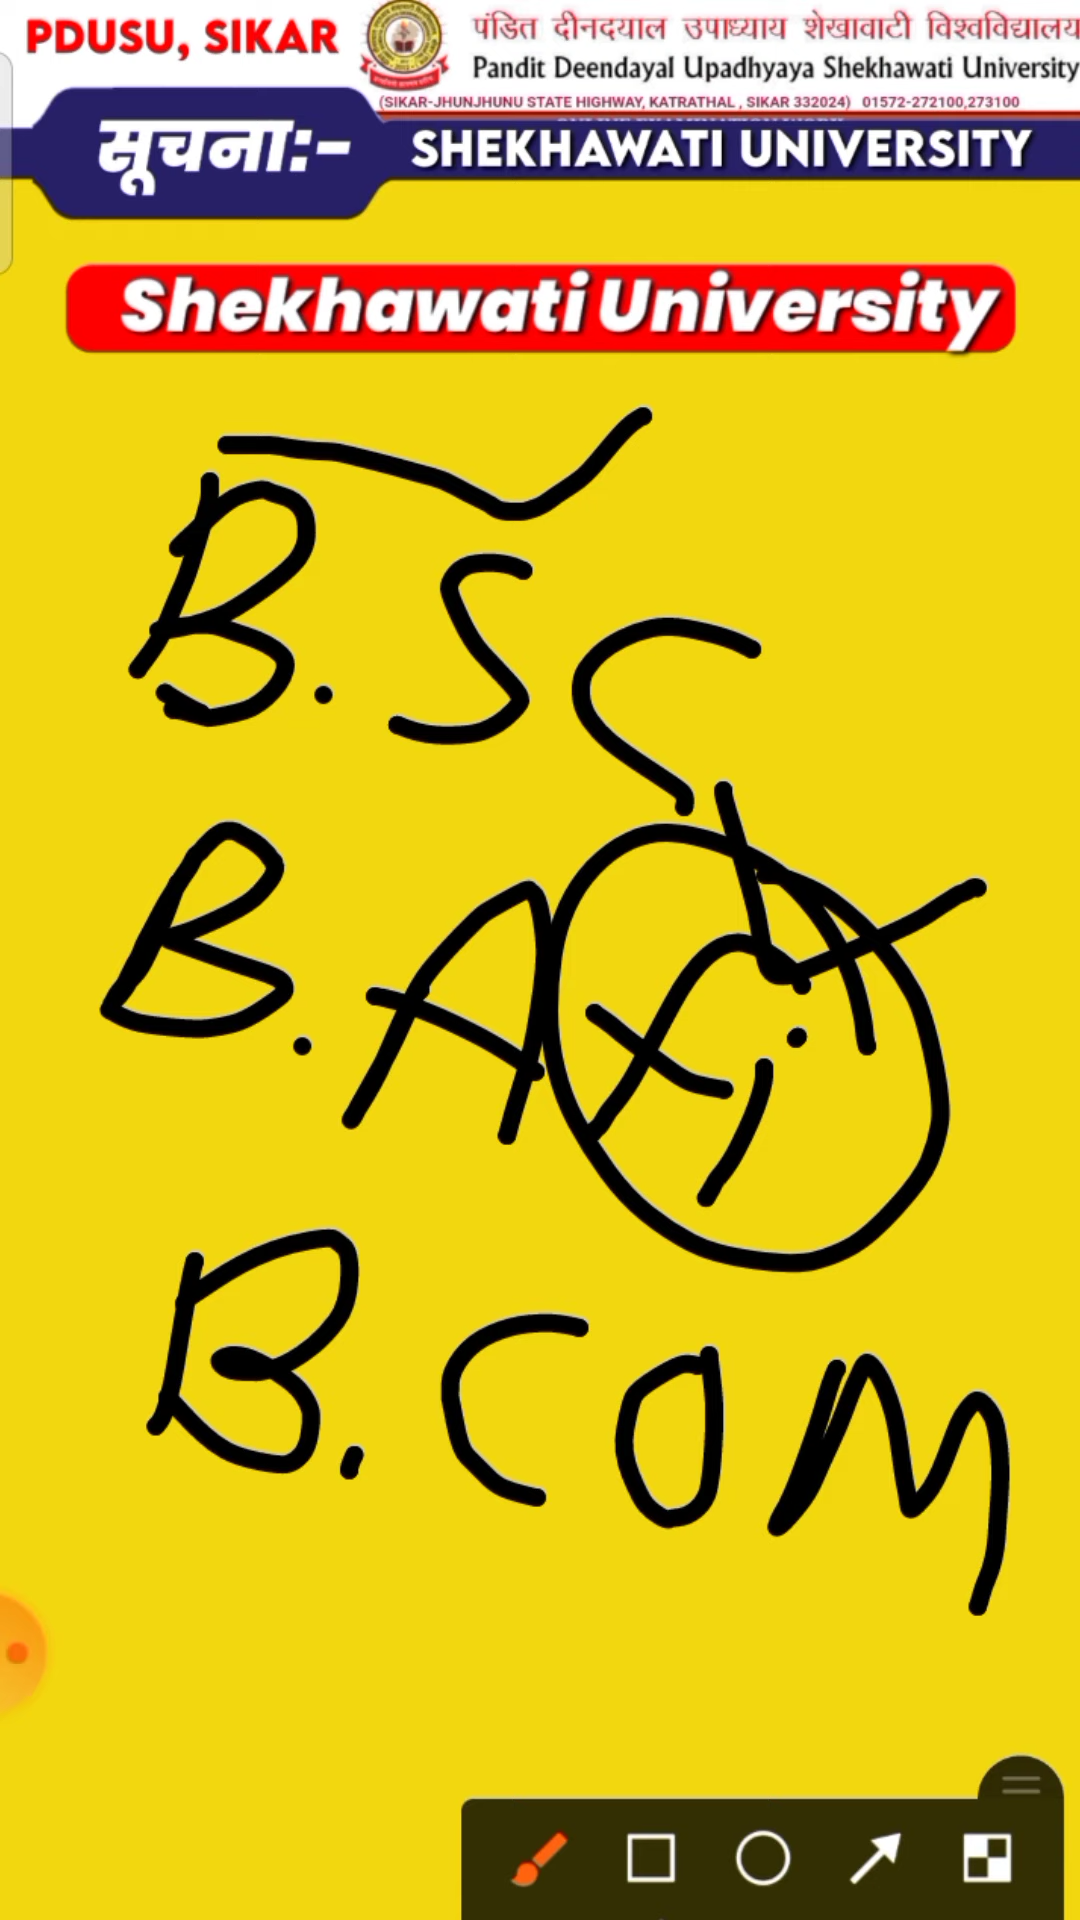 PDUSU, SIKAR
पंडित दीनदयाल उपाध्याय शेखावाटी विश्वविद्यालय
Pandit Deendayal Upadhyaya Shekhawati University
(SIKAR-JHUNJHUNU STATE HIGHWAY, KATRATHAL , SIKAR 332024) 01572-272100,273100
सूचना:- SHEKHAWATI UNIVERSITY
Shekhawati University
B.SC
B.A
B.COM